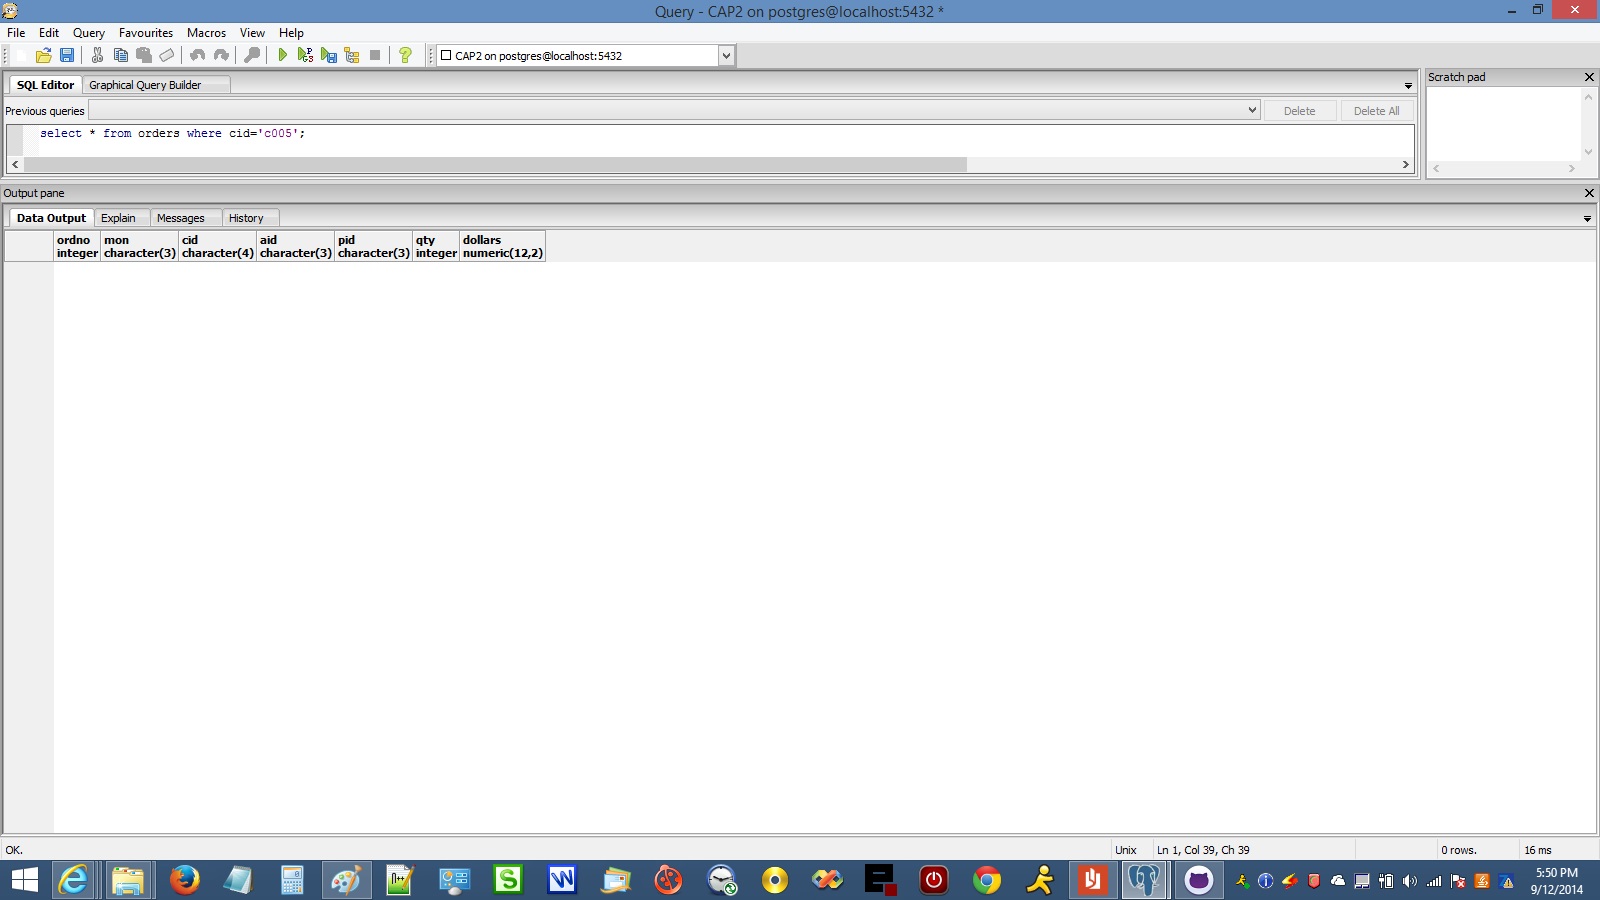 Query - CAP2 on postgres@localhost:5432 *
File Edit Query Favourites Macros View Help
CAP2 on postgres@localhost:5432
SQL Editor Graphical Query Builder
Scratch pad
Previous queries
Delete Delete All
select * from orders where cid='c005';
Output pane
Data Output Explain Messages History
ordno mon cid aid pid qty dollars
integer character(3) character(4) character(3) character(3) integer numeric(12,2)
OK.
Unix Ln 1, Col 39, Ch 39 0 rows. 16 ms
5:50 PM
9/12/2014